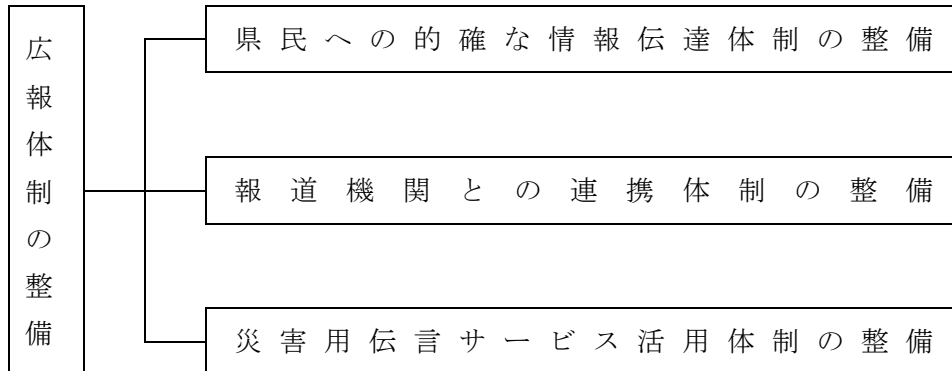 広報体制の整備
県民への的確な情報伝達体制の整備
報道機関との連携体制の整備
災害用伝言サービス活用体制の整備